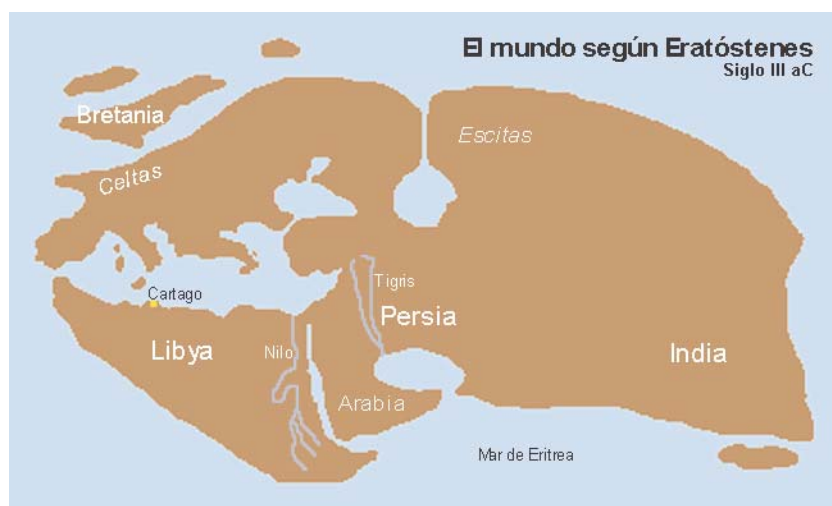 El mundo según Eratóstenes
Siglo III aC
Bretania
Escitas
Celtas
Tigris
Cartago
Persia
Libya
Nilo
India
Arabia
Mar de Eritrea